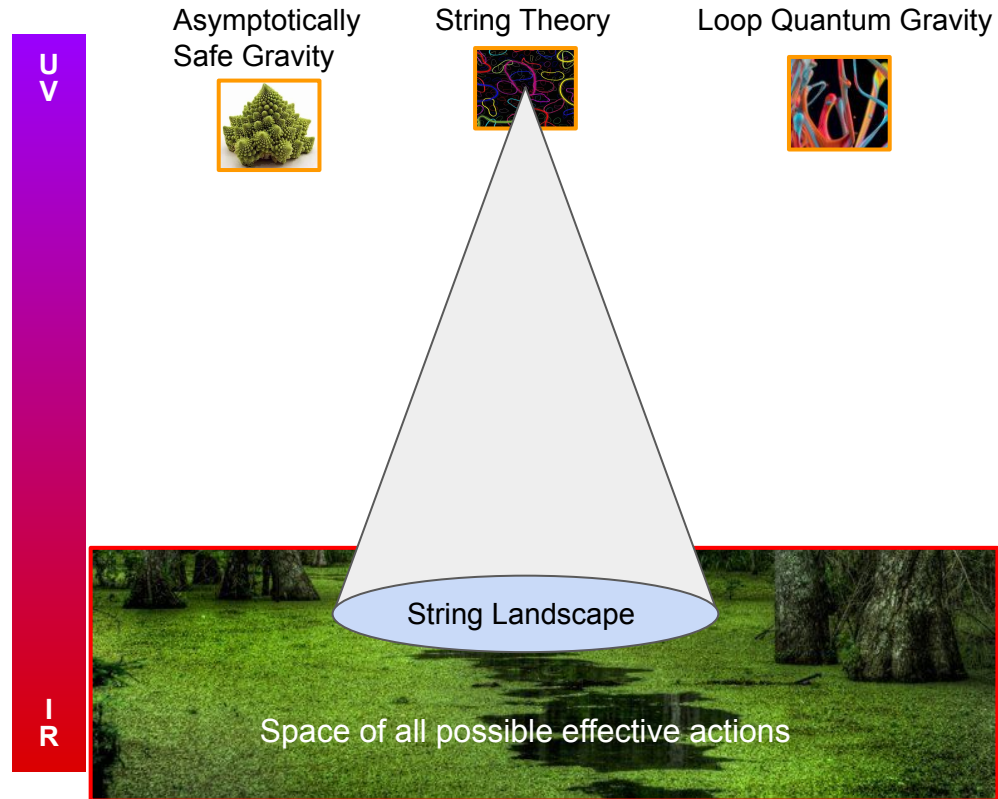 Asymptotically
Safe Gravity
String Theory
Loop Quantum Gravity
U
V
String Landscape
Space of all possible effective actions
I
R